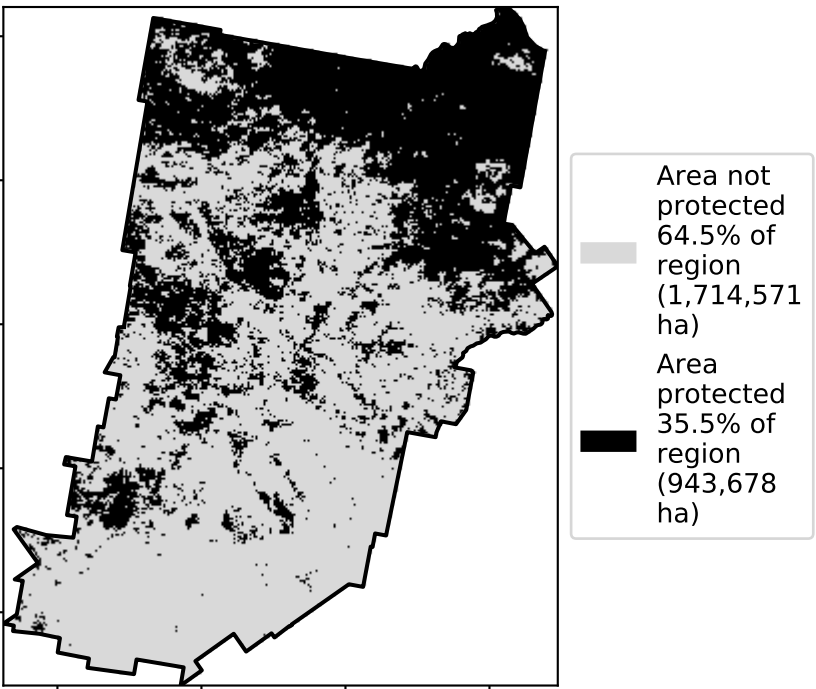 Area not
protected
64.5% of
region
(1,714,571
ha)
Area
protected
35.5% of
region
(943,678
ha)